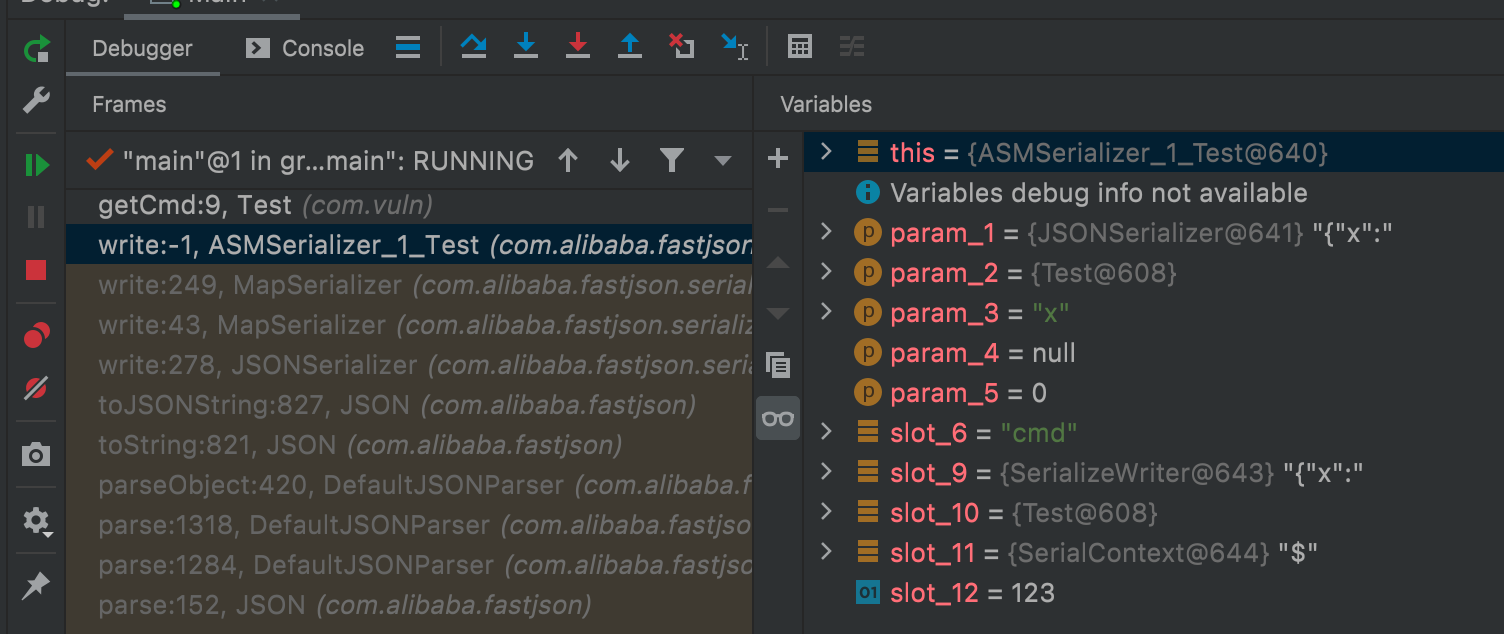 Debug: Main
Debugger Console
Frames
"main"@1 in gr...main": RUNNING
getCmd:9, Test (com.vuln)
write:-1, ASMSerializer_1_Test (com.alibaba.fastjson
write:249, MapSerializer (com.alibaba.fastjson.serial
write:43, MapSerializer (com.alibaba.fastjson.serializ
write:278, JSONSerializer (com.alibaba.fastjson.seria
toJSONString:827, JSON (com.alibaba.fastjson)
toString:821, JSON (com.alibaba.fastjson)
parseObject:420, DefaultJSONParser (com.alibaba.f
parse:1318, DefaultJSONParser (com.alibaba.fastjso
parse:1284, DefaultJSONParser (com.alibaba.fastjso
parse:152, JSON (com.alibaba.fastjson)
Variables
this = {ASMSerializer_1_Test@640}
Variables debug info not available
param_1 = {JSONSerializer@641} "{"x":"
param_2 = {Test@608}
param_3 = "x"
param_4 = null
param_5 = 0
slot_6 = "cmd"
slot_9 = {SerializeWriter@643} "{"x":"
slot_10 = {Test@608}
slot_11 = {SerialContext@644} "$"
slot_12 = 123